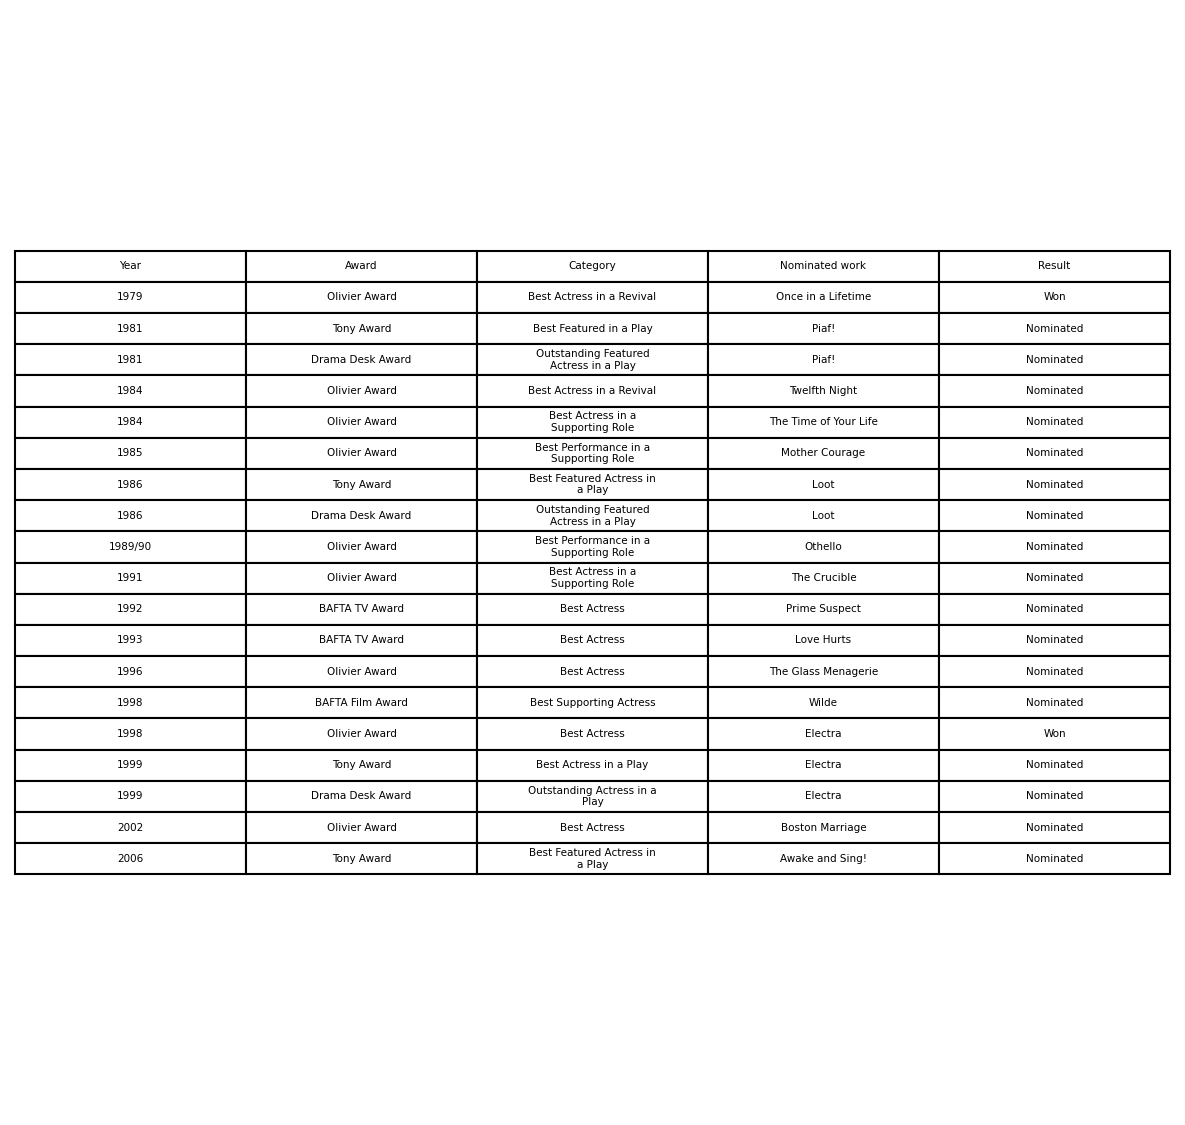 Year Award Category Nominated work Result
1979 Olivier Award Best Actress in a Revival Once in a Lifetime Won
1981 Tony Award Best Featured in a Play Piaf! Nominated
1981 Drama Desk Award Outstanding Featured Actress in a Play Piaf! Nominated
1984 Olivier Award Best Actress in a Revival Twelfth Night Nominated
1984 Olivier Award Best Actress in a Supporting Role The Time of Your Life Nominated
1985 Olivier Award Best Performance in a Supporting Role Mother Courage Nominated
1986 Tony Award Best Featured Actress in a Play Loot Nominated
1986 Drama Desk Award Outstanding Featured Actress in a Play Loot Nominated
1989/90 Olivier Award Best Performance in a Supporting Role Othello Nominated
1991 Olivier Award Best Actress in a Supporting Role The Crucible Nominated
1992 BAFTA TV Award Best Actress Prime Suspect Nominated
1993 BAFTA TV Award Best Actress Love Hurts Nominated
1996 Olivier Award Best Actress The Glass Menagerie Nominated
1998 BAFTA Film Award Best Supporting Actress Wilde Nominated
1998 Olivier Award Best Actress Electra Won
1999 Tony Award Best Actress in a Play Electra Nominated
1999 Drama Desk Award Outstanding Actress in a Play Electra Nominated
2002 Olivier Award Best Actress Boston Marriage Nominated
2006 Tony Award Best Featured Actress in a Play Awake and Sing! Nominated